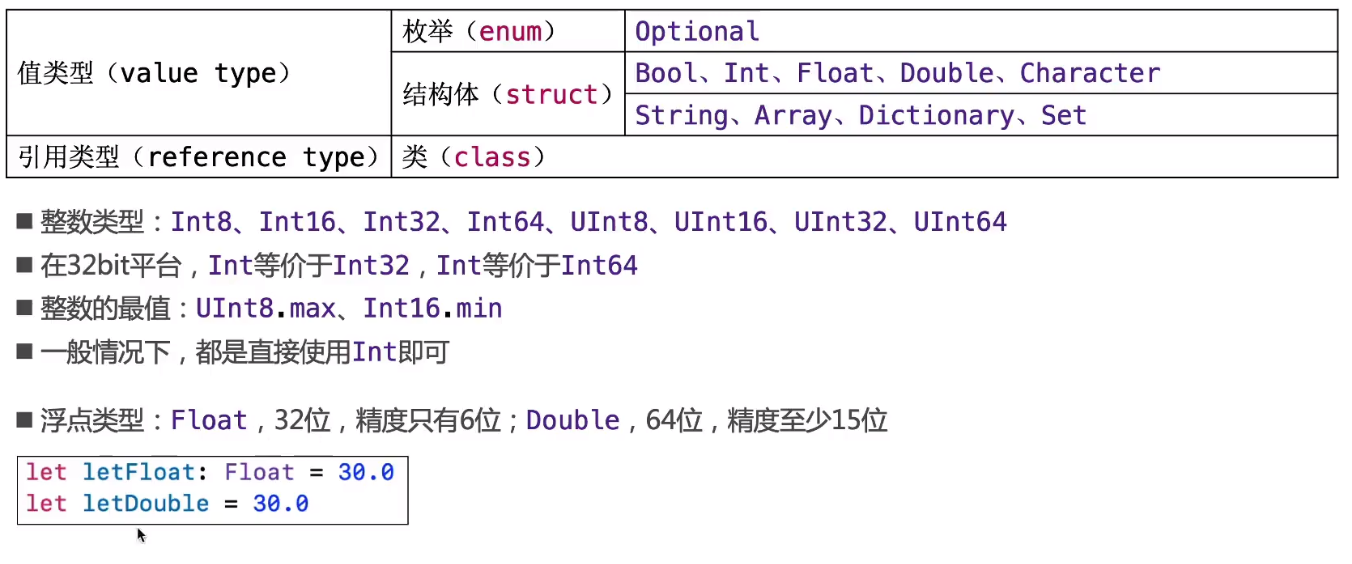 值类型（value type）
枚举（enum）
Optional
结构体（struct）
Bool、Int、Float、Double、Character
String、Array、Dictionary、Set
引用类型（reference type）
类（class）
■ 整数类型：Int8、Int16、Int32、Int64、UInt8、UInt16、UInt32、UInt64
■ 在32bit平台，Int等价于Int32，Int等价于Int64
■ 整数的最值：UInt8.max、Int16.min
■ 一般情况下，都是直接使用Int即可
■ 浮点类型：Float，32位，精度只有6位；Double，64位，精度至少15位
let letFloat: Float = 30.0
let letDouble = 30.0